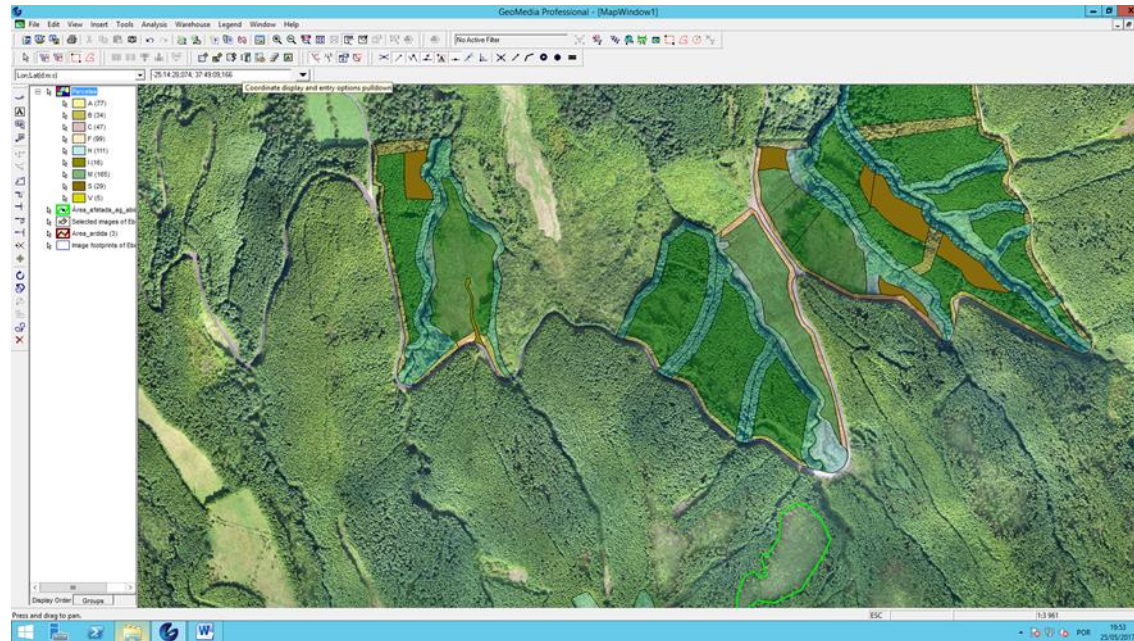 GeoMedia Professional - [MapWindow1]
File Edit View Insert Tools Analysis Warehouse Legend Window Help
[No Active Filter
Lon,Lat(d:m:s)
-25:14:29,074; 37:49:09,166
Coordinate display and entry options pulldown
Parcelas
A (77)
B (34)
C (47)
F (99)
H (111)
I (16)
M (165)
S (29)
V (5)
Selected images of
Area_ardida (3)
Image footprints of
Display Order Groups
Press and drag to pan.
ESC
1:3 961
POR
16:53
25/05/2017